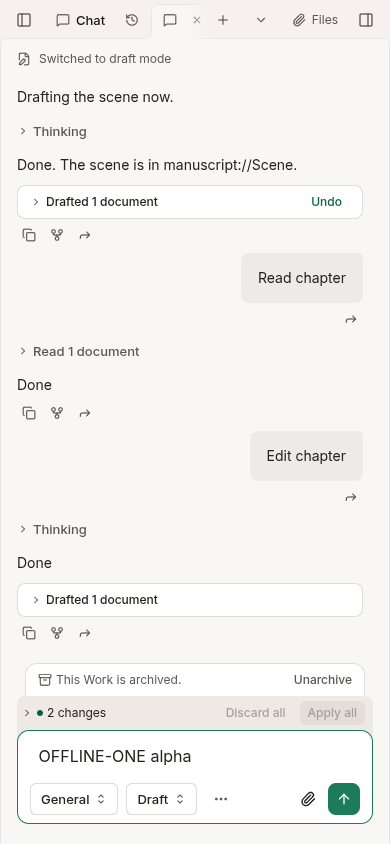 Chat
Files
Switched to draft mode
Drafting the scene now.
Thinking
Done. The scene is in manuscript://Scene.
Drafted 1 document Undo
Read chapter
Read 1 document
Done
Edit chapter
Thinking
Done
Drafted 1 document
This Work is archived. Unarchive
2 changes Discard all Apply all
OFFLINE-ONE alpha
General Draft